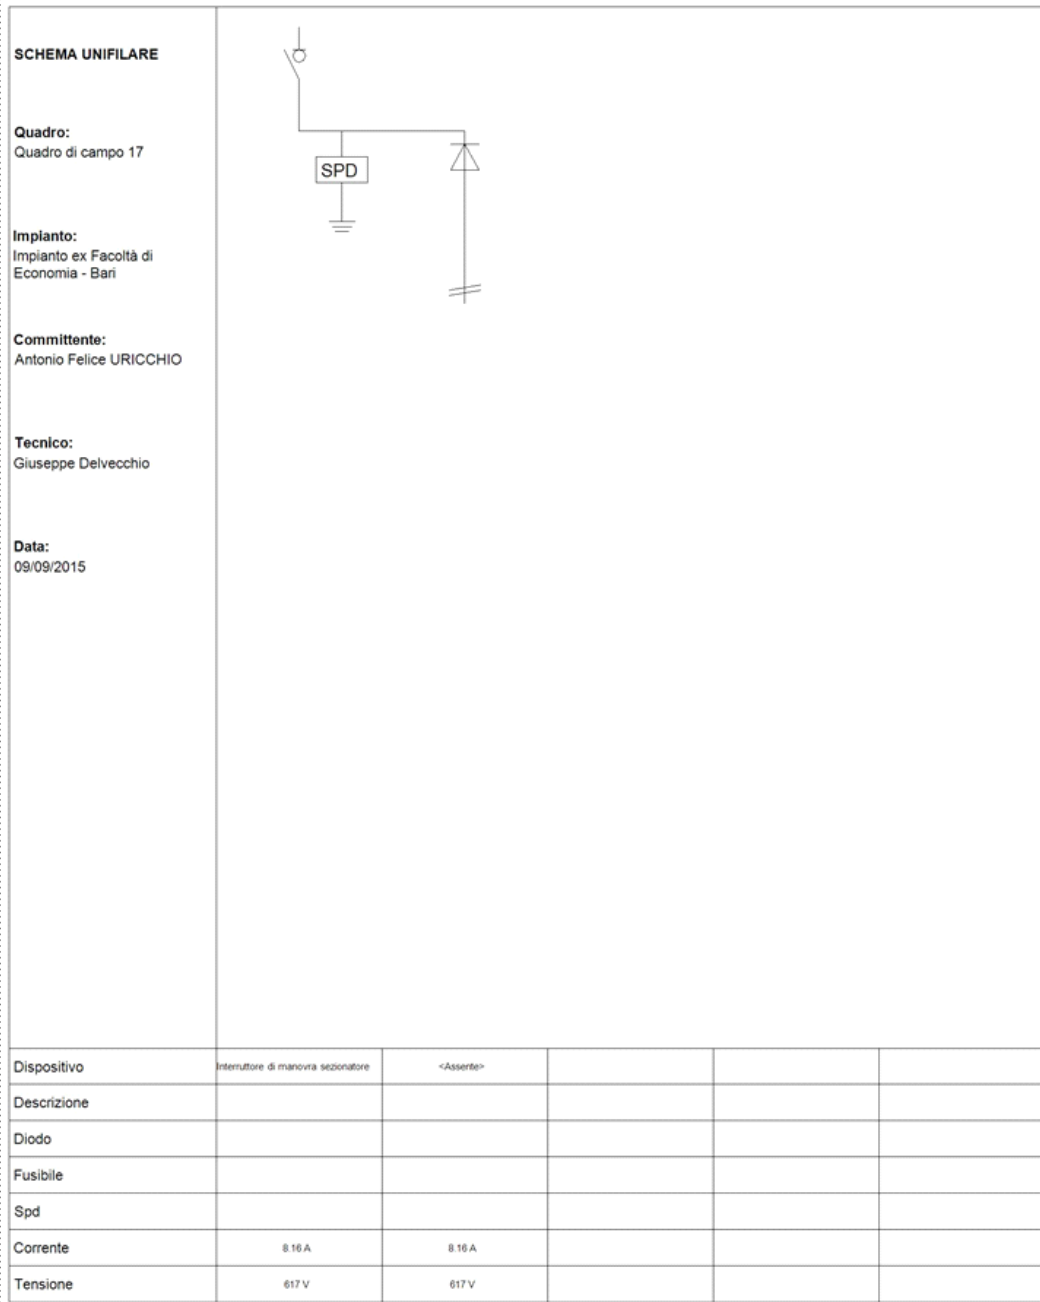 SCHEMA UNIFILARE
Quadro:
Quadro di campo 17
Impianto:
Impianto ex Facoltà di
Economia - Bari
Committente:
Antonio Felice URICCHIO
Tecnico:
Giuseppe Delvecchio
Data:
09/09/2015
SPD
Dispositivo Interruttore di manovra sezionatore <Assente>
Descrizione
Diodo
Fusibile
Spd
Corrente 8.16 A 8.16 A
Tensione 617 V 617 V